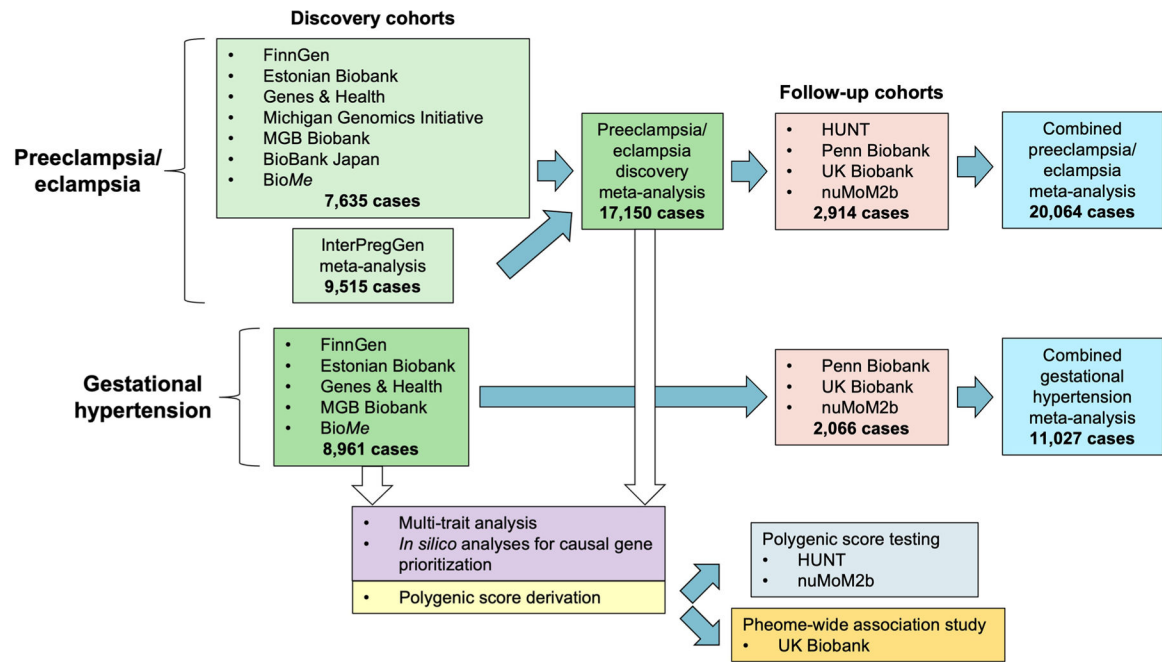 Discovery cohorts
Preeclampsia/
eclampsia
• FinnGen
• Estonian Biobank
• Genes & Health
• Michigan Genomics Initiative
• MGB Biobank
• BioBank Japan
• BioMe
7,635 cases
InterPregGen
meta-analysis
9,515 cases
Preeclampsia/
eclampsia
discovery
meta-analysis
17,150 cases
Follow-up cohorts
• HUNT
• Penn Biobank
• UK Biobank
• nuMoM2b
2,914 cases
Combined
preeclampsia/
eclampsia
meta-analysis
20,064 cases
Gestational
hypertension
• FinnGen
• Estonian Biobank
• Genes & Health
• MGB Biobank
• BioMe
8,961 cases
• Penn Biobank
• UK Biobank
• nuMoM2b
2,066 cases
Combined
gestational
hypertension
meta-analysis
11,027 cases
• Multi-trait analysis
• In silico analyses for causal gene
prioritization
• Polygenic score derivation
Polygenic score testing
• HUNT
• nuMoM2b
Pheome-wide association study
• UK Biobank